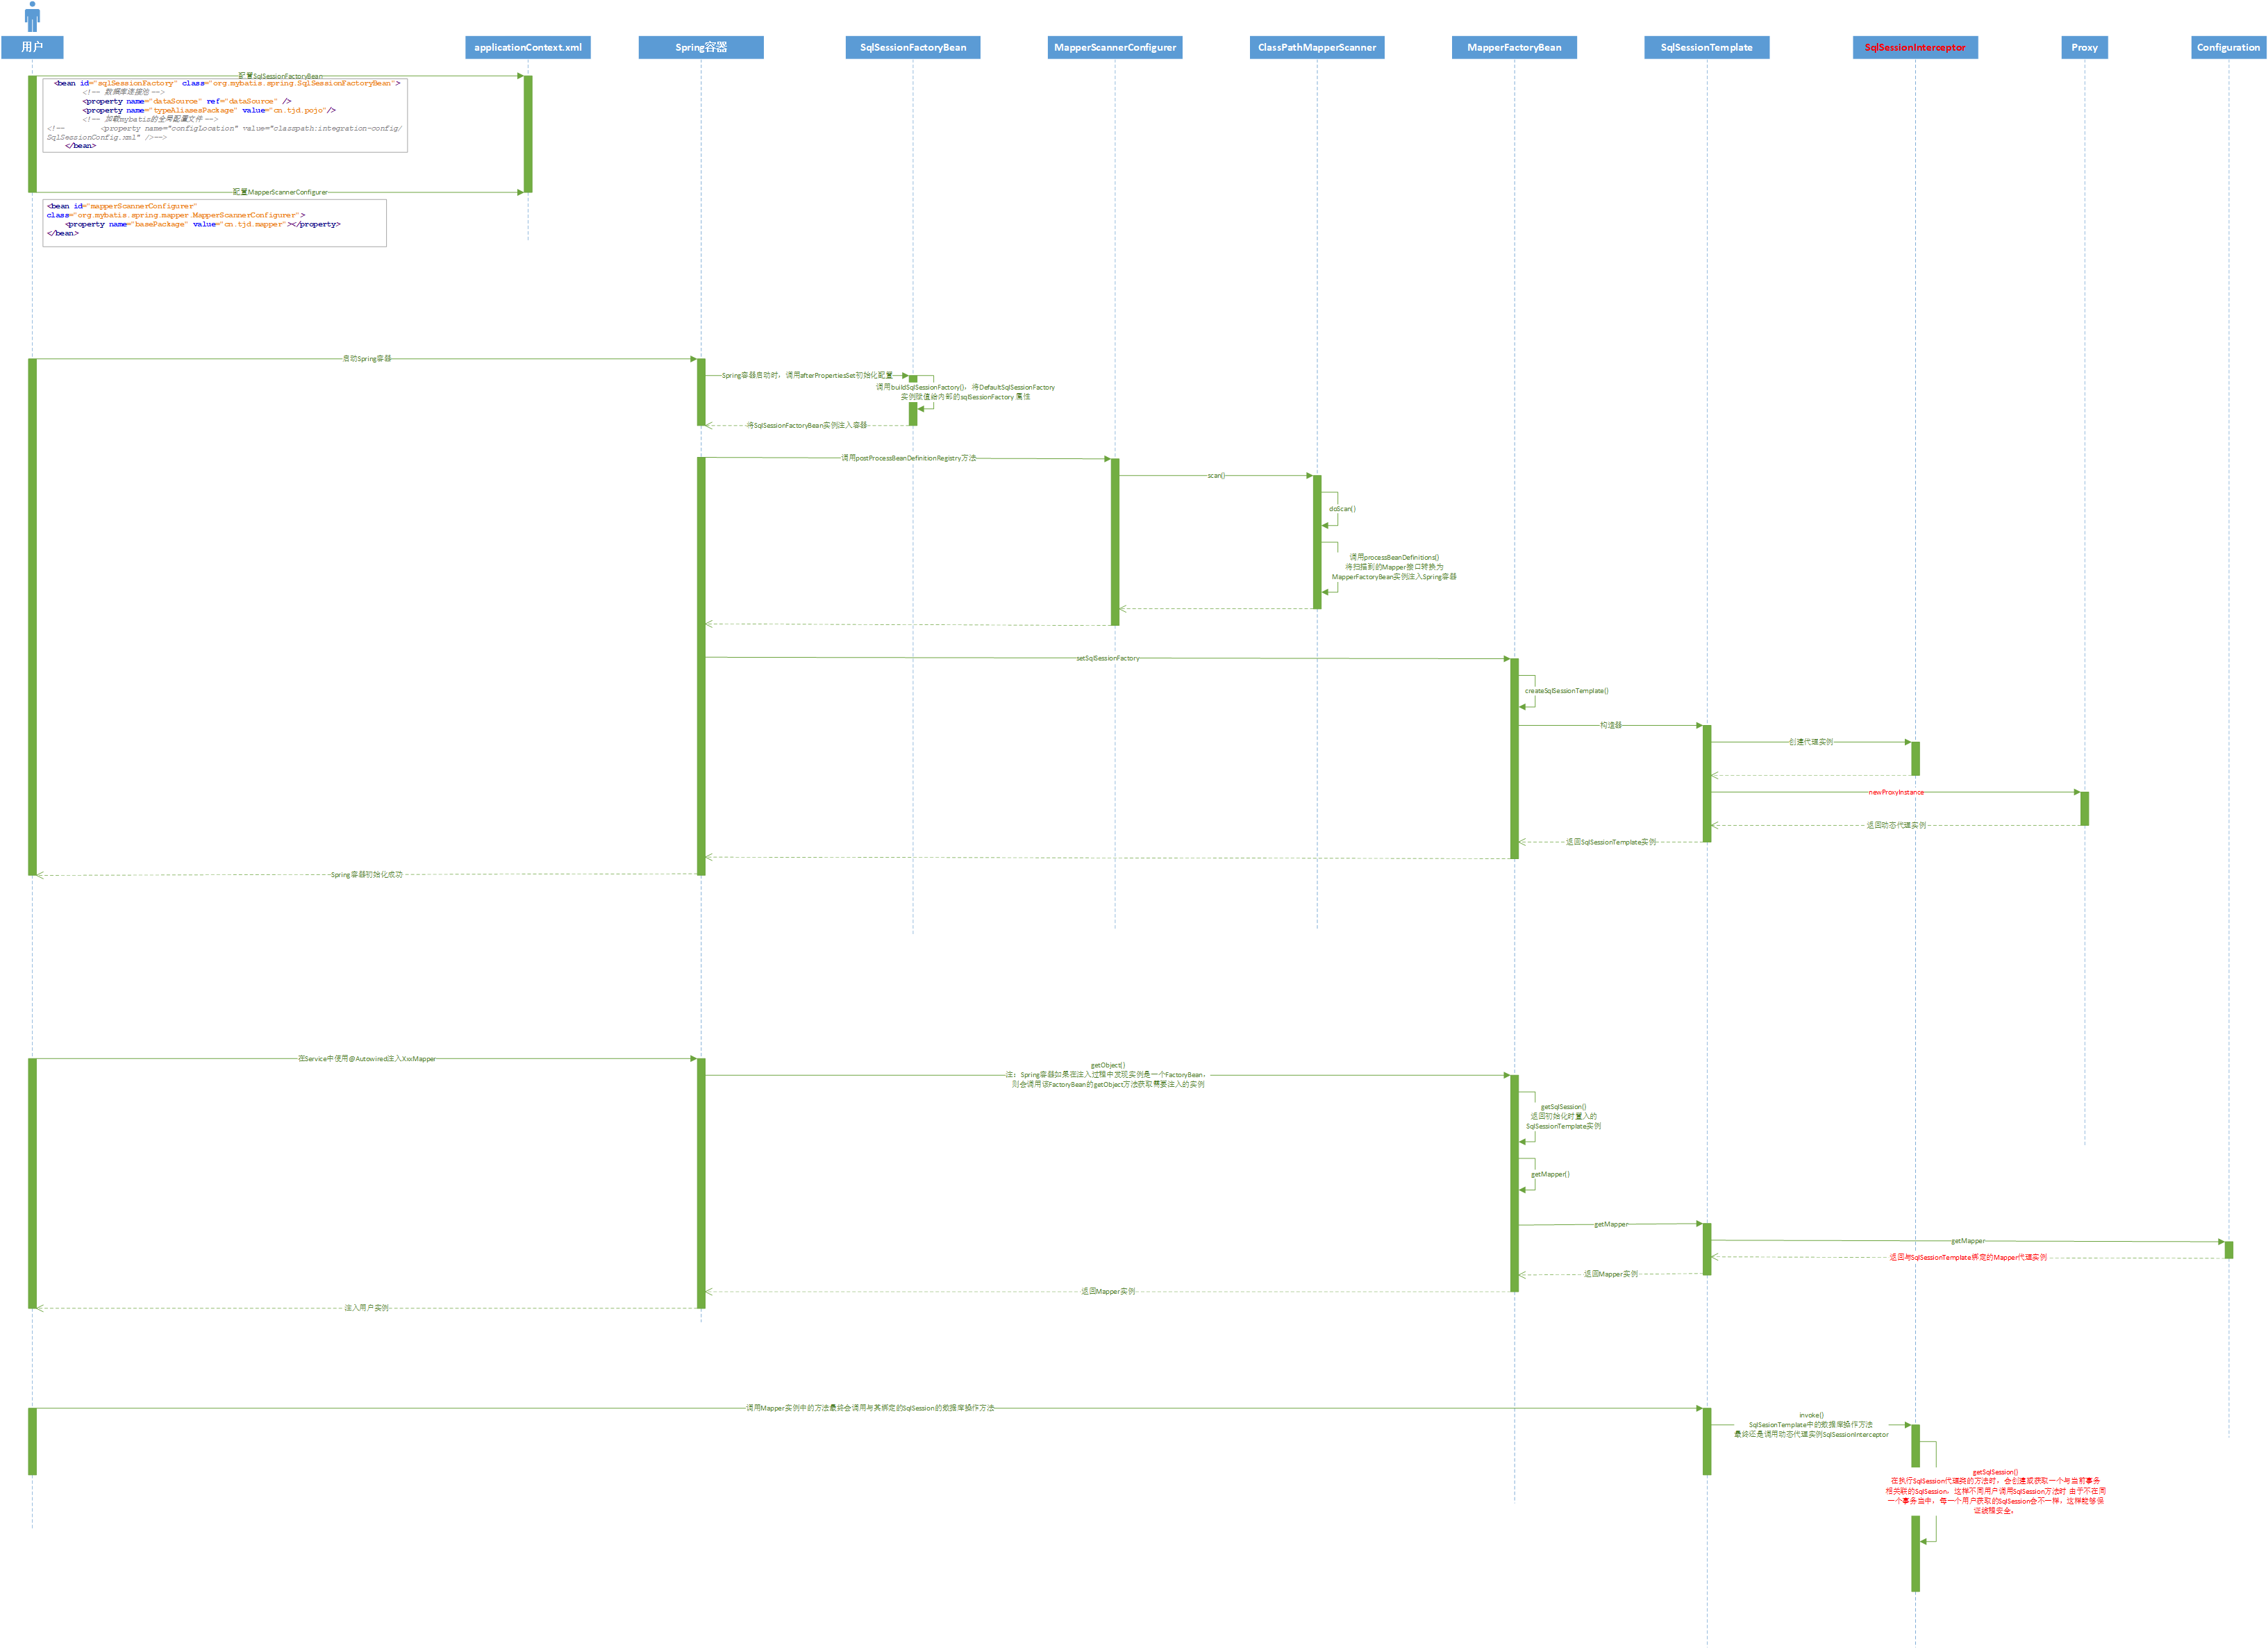 用户
applicationContext.xml
Spring容器
SqlSessionFactoryBean
MapperScannerConfigurer
ClassPathMapperScanner
MapperFactoryBean
SqlSessionTemplate
SqlSessionInterceptor
Proxy
Configuration
配置SqlSessionFactoryBean
<bean id="sqlSessionFactory" class="org.mybatis.spring.SqlSessionFactoryBean">
<!-- 数据库连接池 -->
<property name="dataSource" ref="dataSource" />
<property name="typeAliasesPackage" value="cn.tjd.pojo"/>
<!-- 加载mybatis的全局配置文件 -->
<!-- <property name="configLocation" value="classpath:integration-config/
SqlSessionConfig.xml" />-->
</bean>
配置MapperScannerConfigurer
<bean id="mapperScannerConfigurer"
class="org.mybatis.spring.mapper.MapperScannerConfigurer">
<property name="basePackage" value="cn.tjd.mapper"></property>
</bean>
启动Spring容器
Spring容器启动时，调用afterPropertiesSet初始化配置
调用buildSqlSessionFactory()，将DefaultSqlSessionFactory
实例赋值给内部的sqlSessionFactory 属性
将SqlSessionFactoryBean实例注入容器
调用postProcessBeanDefinitionRegistry方法
scan()
doScan()
调用processBeanDefinitions()
将扫描到的Mapper接口转换为
MapperFactoryBean实例注入Spring容器
setSqlSessionFactory
createSqlSessionTemplate()
构造器
创建代理实例
newProxyInstance
返回动态代理实例
返回SqlSessionTemplate实例
Spring容器初始化成功
在Service中使用@Autowired注入XxxMapper
getObject()
注：Spring容器如果在注入过程中发现实例是一个FactoryBean，
则会调用该FactoryBean的getObject方法获取需要注入的实例
getSqlSession()
返回初始化时置入的
SqlSessionTemplate实例
getMapper()
getMapper
getMapper
返回与SqlSessionTemplate绑定的Mapper代理实例
返回Mapper实例
返回Mapper实例
注入用户实例
调用Mapper实例中的方法最终会调用与其绑定的SqlSession的数据库操作方法
invoke()
SqlSesionTemplate中的数据库操作方法
最终还是调用动态代理实例SqlSessionInterceptor
getSqlSession()
在执行SqlSession代理类的方法时，会创建或获取一个与当前事务
相关联的SqlSession，这样不同用户调用SqlSession方法时 由于不在同
一个事务当中，每一个用户获取的SqlSession会不一样，这样能够保
证线程安全。